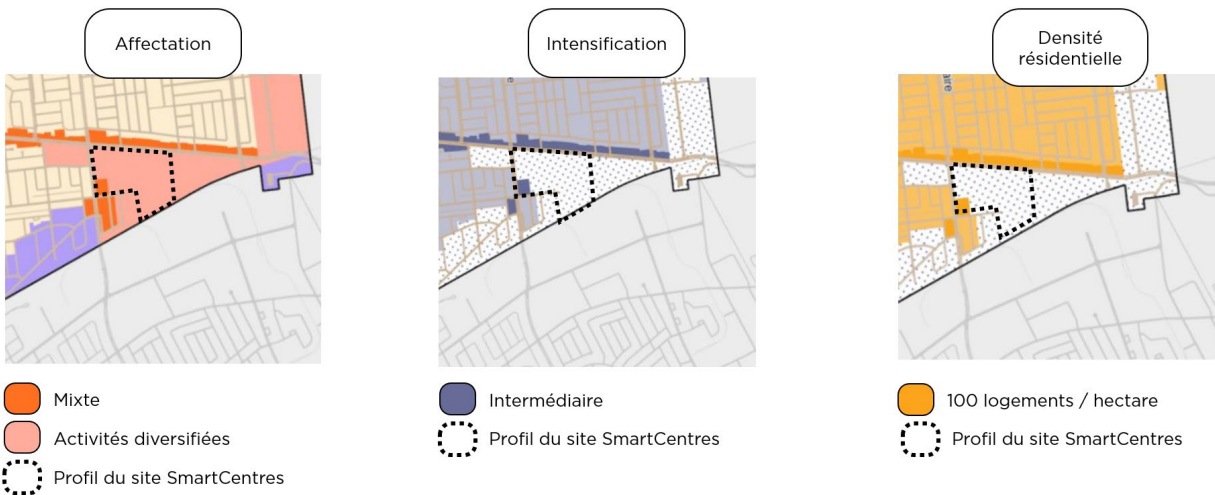 Affectation
Intensification
Densité
résidentielle
Mixte
Activités diversifiées
Profil du site SmartCentres
Intermédiaire
Profil du site SmartCentres
100 logements / hectare
Profil du site SmartCentres